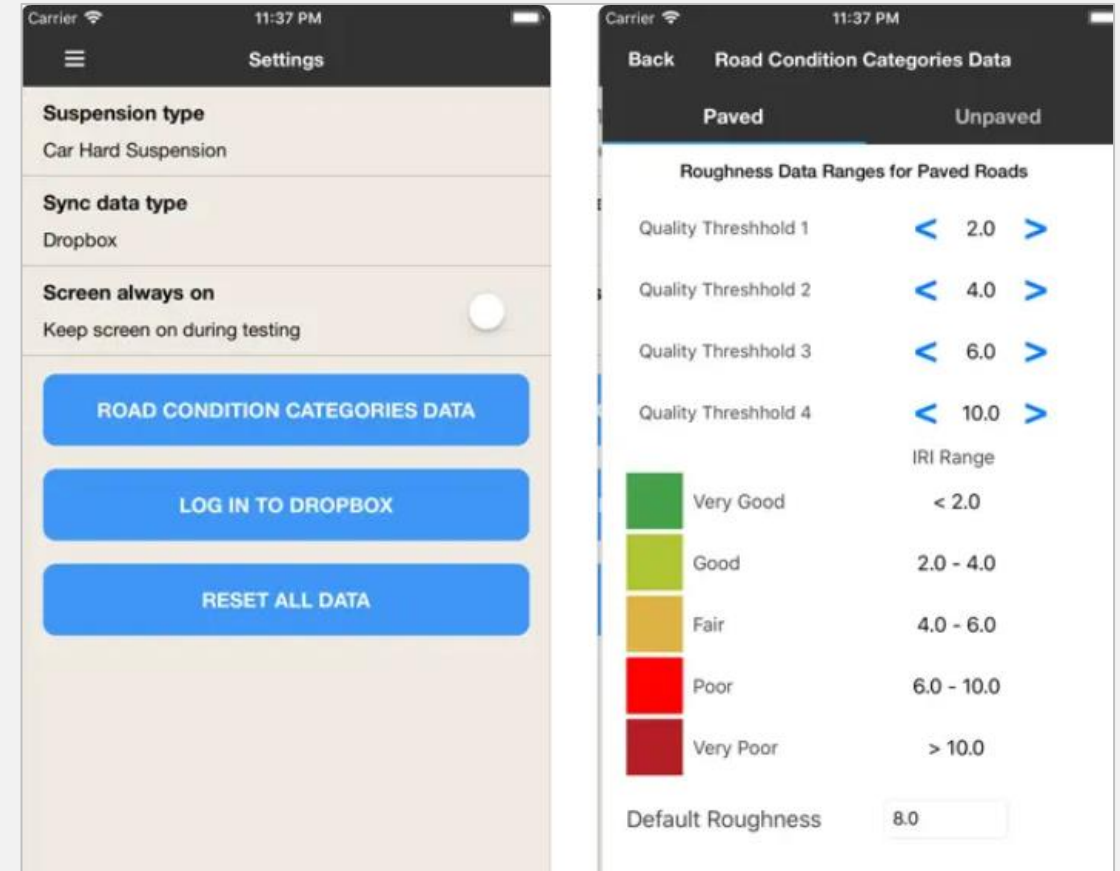 Carrier 11:37 PM
Settings
Suspension type
Car Hard Suspension
Sync data type
Dropbox
Screen always on
Keep screen on during testing
ROAD CONDITION CATEGORIES DATA
LOG IN TO DROPBOX
RESET ALL DATA
Carrier 11:37 PM
Back Road Condition Categories Data
Paved Unpaved
Roughness Data Ranges for Paved Roads
Quality Threshhold 1 < 2.0 >
Quality Threshhold 2 < 4.0 >
Quality Threshhold 3 < 6.0 >
Quality Threshhold 4 < 10.0 >
IRI Range
Very Good < 2.0
Good 2.0 - 4.0
Fair 4.0 - 6.0
Poor 6.0 - 10.0
Very Poor > 10.0
Default Roughness 8.0